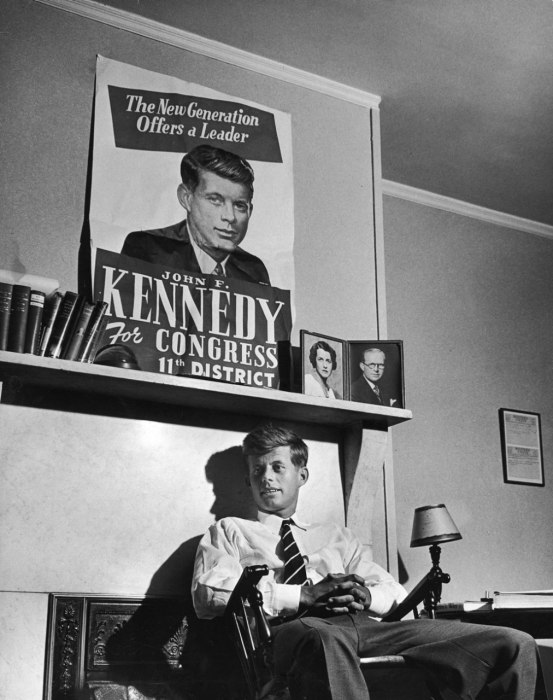 The New Generation
Offers a Leader
JOHN F.
KENNEDY
For CONGRESS
11th DISTRICT